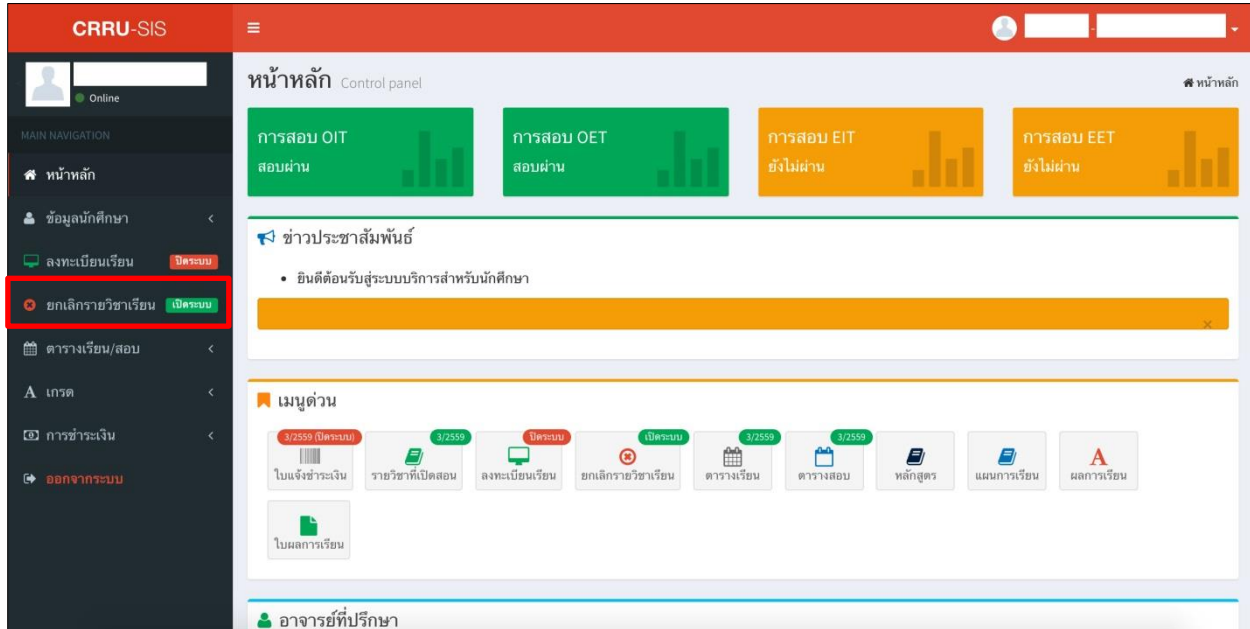 CRRU-SIS
-
Online
หน้าหลัก Control panel
หน้าหลัก
MAIN NAVIGATION
หน้าหลัก
ข้อมูลนักศึกษา
ลงทะเบียนเรียน ปิดระบบ
ยกเลิกรายวิชาเรียน เปิดระบบ
ตารางเรียน/สอบ
A เกรด
การชำระเงิน
ออกจากระบบ
การสอบ OIT
สอบผ่าน
การสอบ OET
สอบผ่าน
การสอบ EIT
ยังไม่ผ่าน
การสอบ EET
ยังไม่ผ่าน
ข่าวประชาสัมพันธ์
• ยินดีต้อนรับสู่ระบบบริการสำหรับนักศึกษา
×
เมนูด่วน
3/2559 (ปิดระบบ)
ใบแจ้งชำระเงิน
3/2559
รายวิชาที่เปิดสอน
ปิดระบบ
ลงทะเบียนเรียน
เปิดระบบ
ยกเลิกรายวิชาเรียน
3/2559
ตารางเรียน
3/2559
ตารางสอบ
หลักสูตร
แผนการเรียน
A
ผลการเรียน
ใบผลการเรียน
อาจารย์ที่ปรึกษา